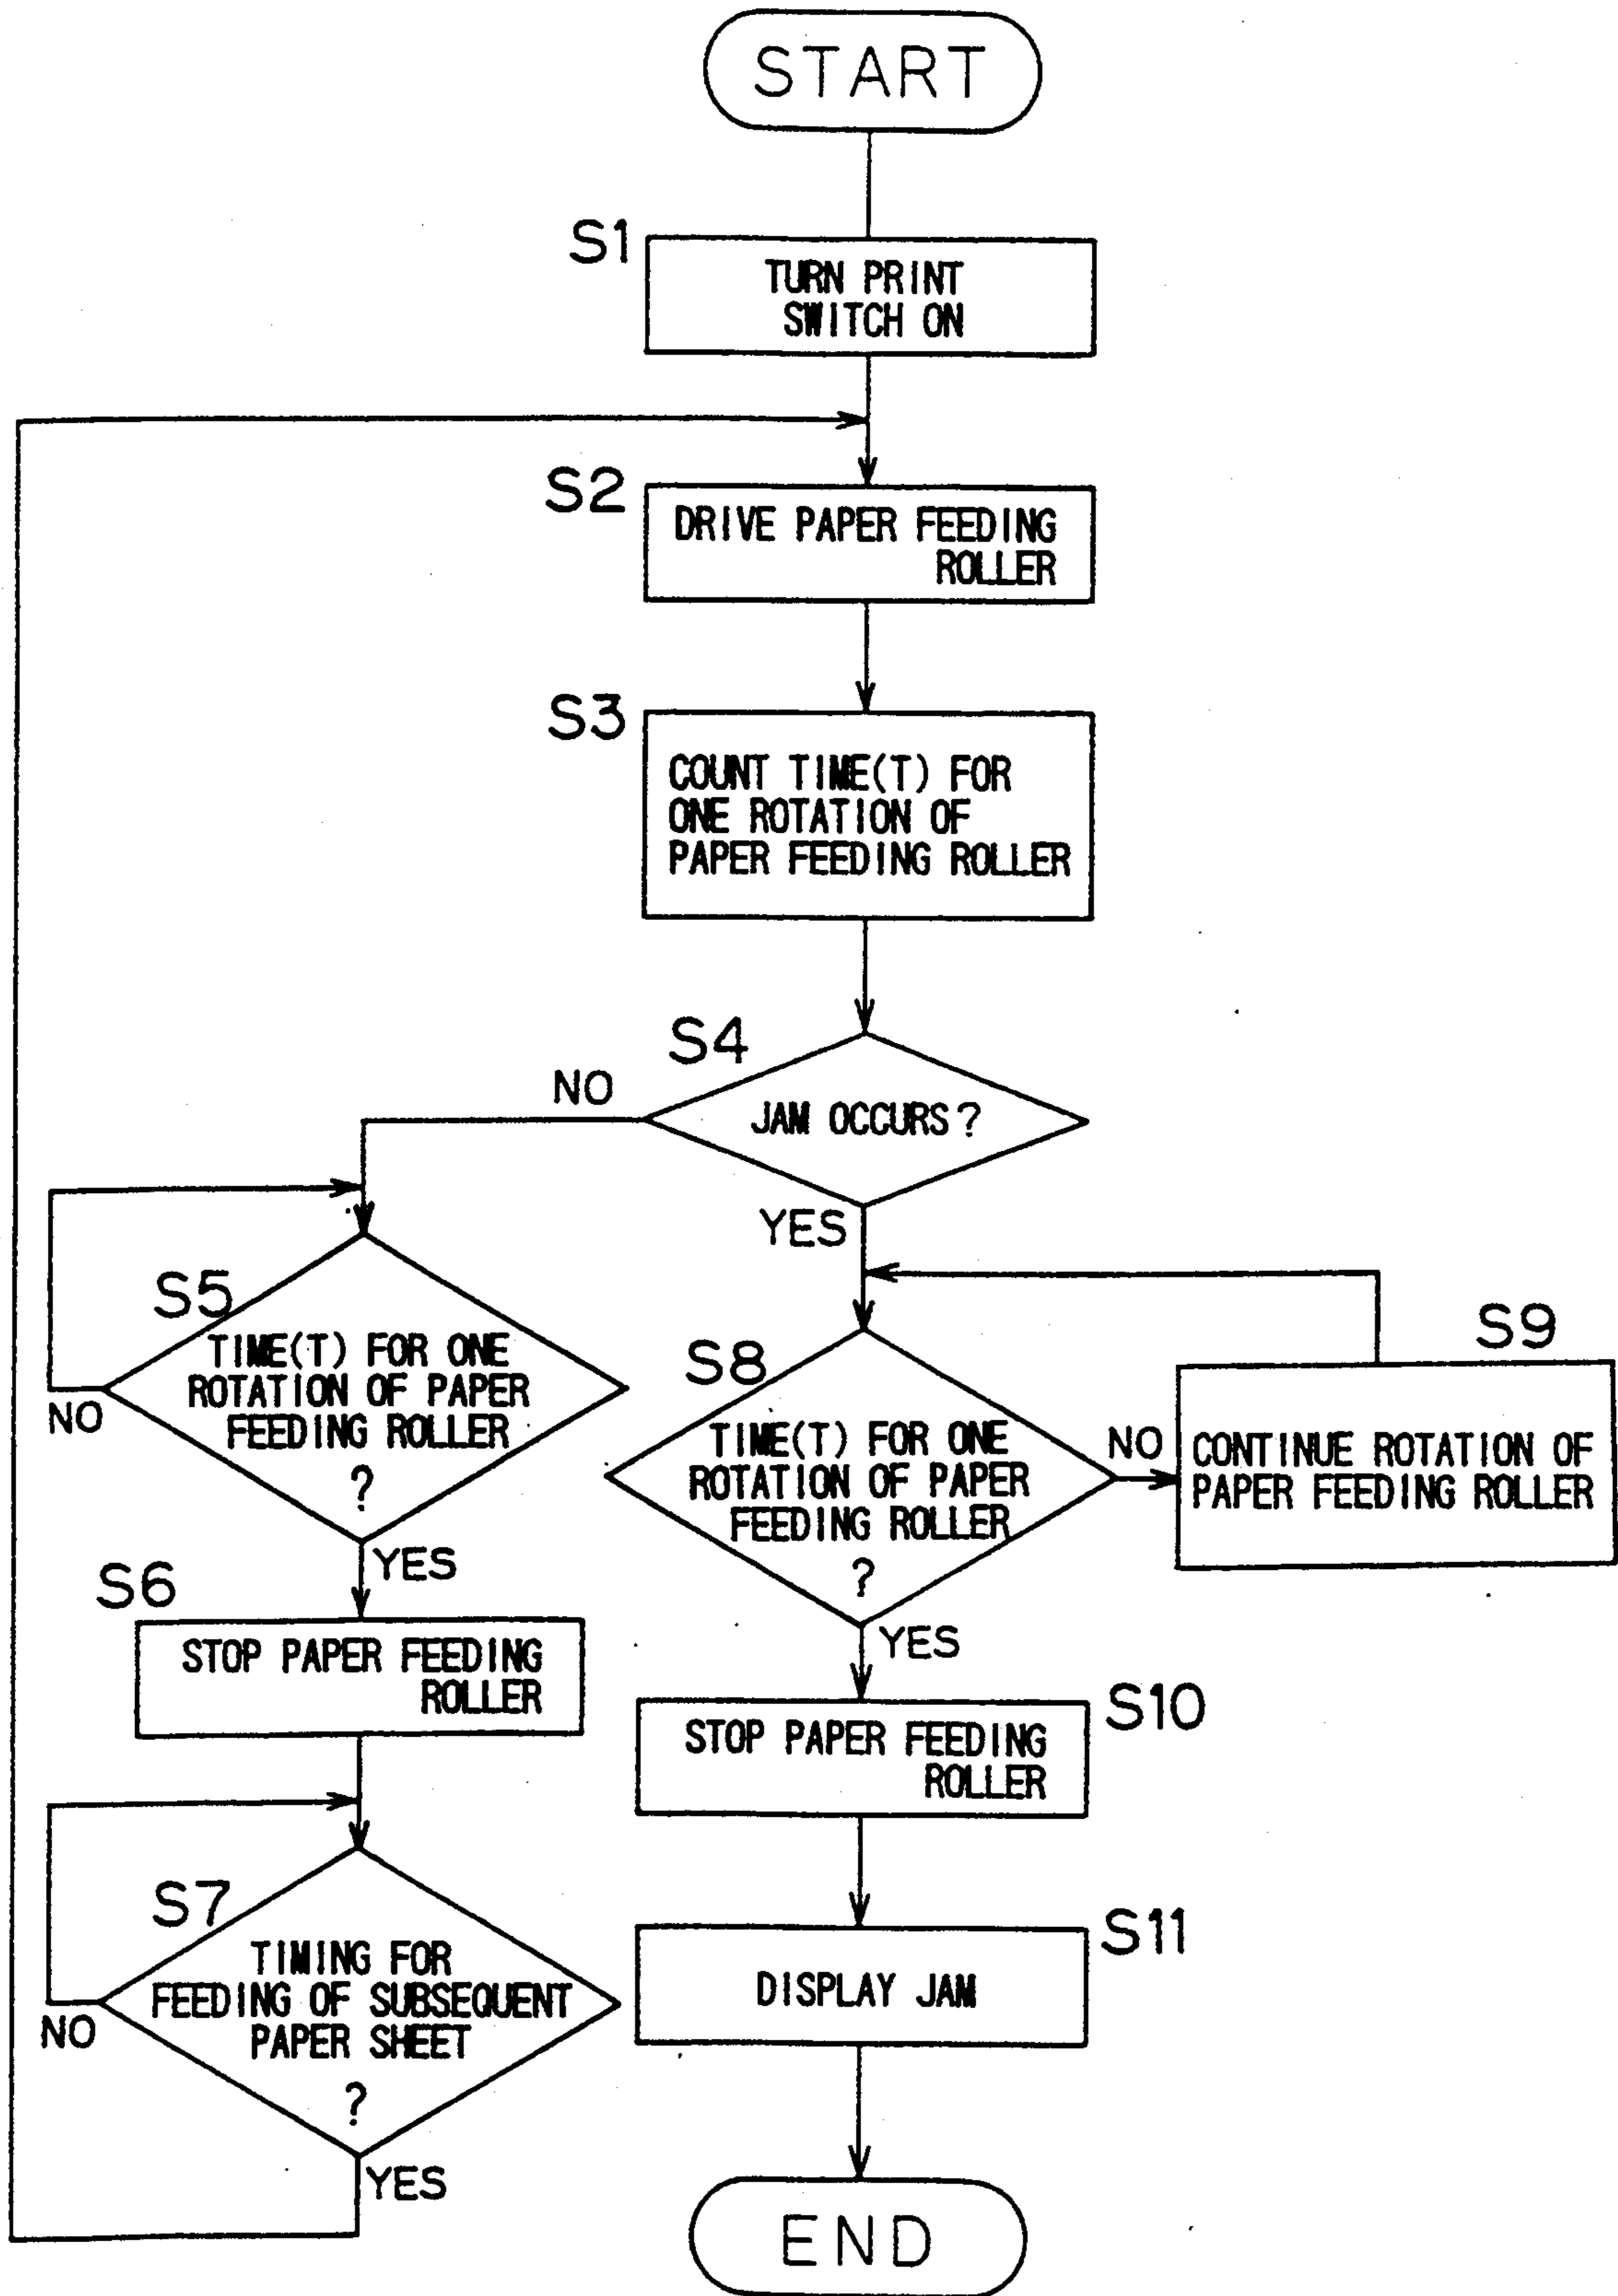 START
S1
TURN PRINT
SWITCH ON
S2
DRIVE PAPER FEEDING
ROLLER
S3
COUNT TIME(T) FOR
ONE ROTATION OF
PAPER FEEDING ROLLER
S4
NO
JAM OCCURS?
YES
S5
TIME(T) FOR ONE
ROTATION OF PAPER
FEEDING ROLLER
?
NO
YES
S6
STOP PAPER FEEDING
ROLLER
S7
TIMING FOR
FEEDING OF SUBSEQUENT
PAPER SHEET
?
NO
YES
S8
TIME(T) FOR ONE
ROTATION OF PAPER
FEEDING ROLLER
?
NO
YES
S9
CONTINUE ROTATION OF
PAPER FEEDING ROLLER
S10
STOP PAPER FEEDING
ROLLER
S11
DISPLAY JAM
END